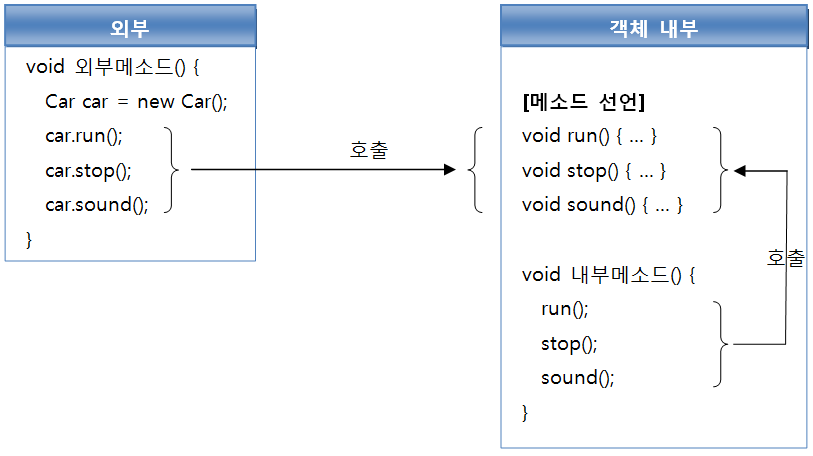 외부
void 외부메소드() {
Car car = new Car();
car.run();
car.stop();
car.sound();
}
호출
객체 내부
[메소드 선언]
void run() { ... }
void stop() { ... }
void sound() { ... }
호출
void 내부메소드() {
run();
stop();
sound();
}